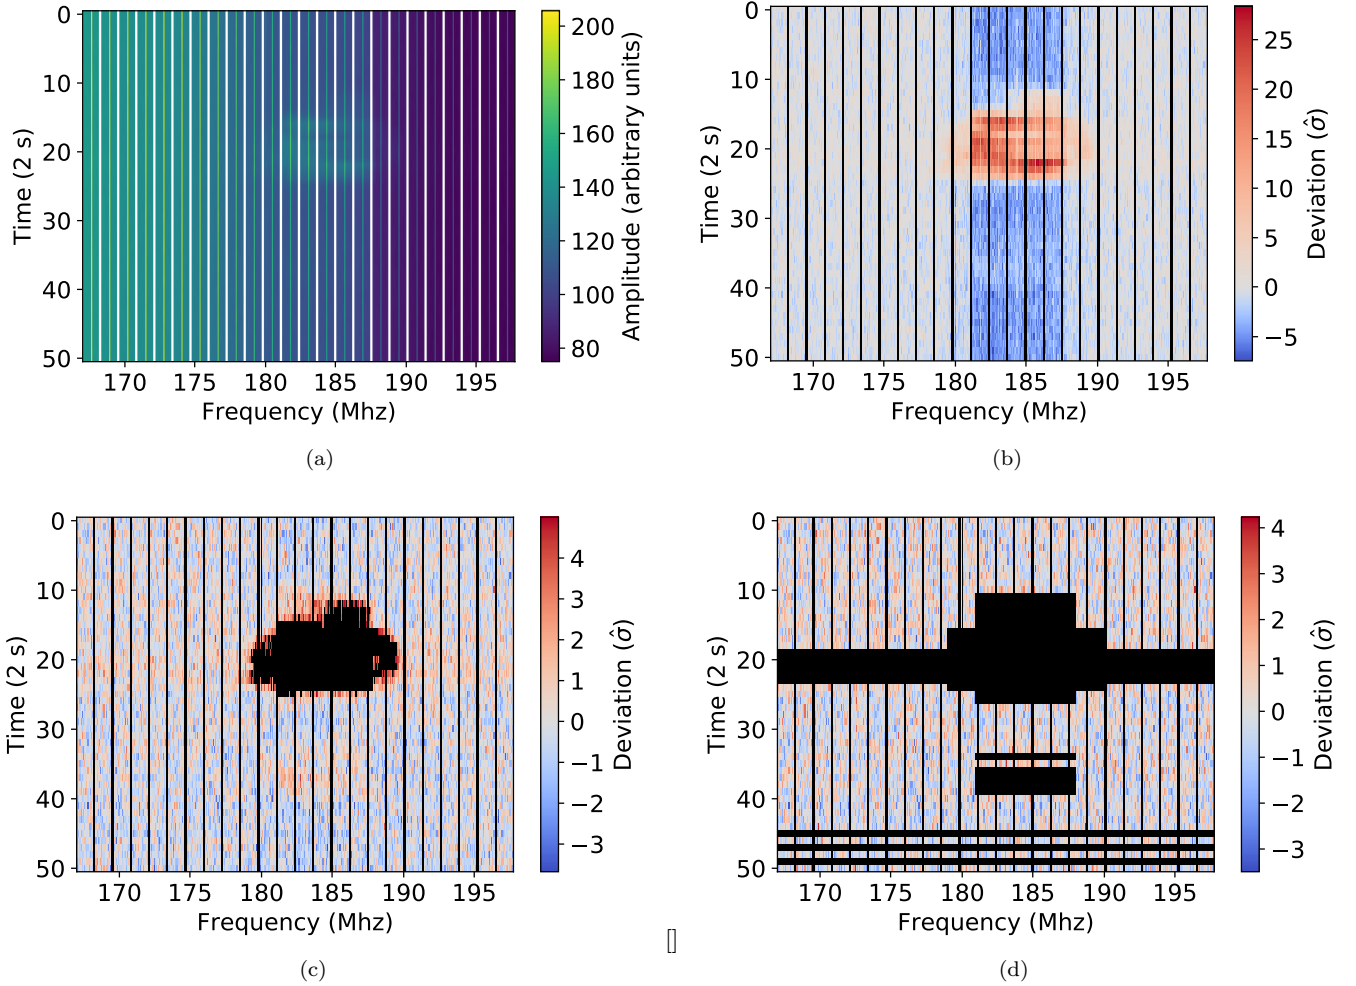 0
10
20
30
40
50
Time (2 s)
170 175 180 185 190 195
Frequency (Mhz)
200
180
160
140
120
100
80
Amplitude (arbitrary units)
(a)
0
10
20
30
40
50
Time (2 s)
170 175 180 185 190 195
Frequency (Mhz)
25
20
15
10
5
0
−5
Deviation (σ̂)
(b)
0
10
20
30
40
50
Time (2 s)
170 175 180 185 190 195
Frequency (Mhz)
4
3
2
1
0
−1
−2
−3
Deviation (σ̂)
(c)
[]
0
10
20
30
40
50
Time (2 s)
170 175 180 185 190 195
Frequency (Mhz)
4
3
2
1
0
−1
−2
−3
Deviation (σ̂)
(d)